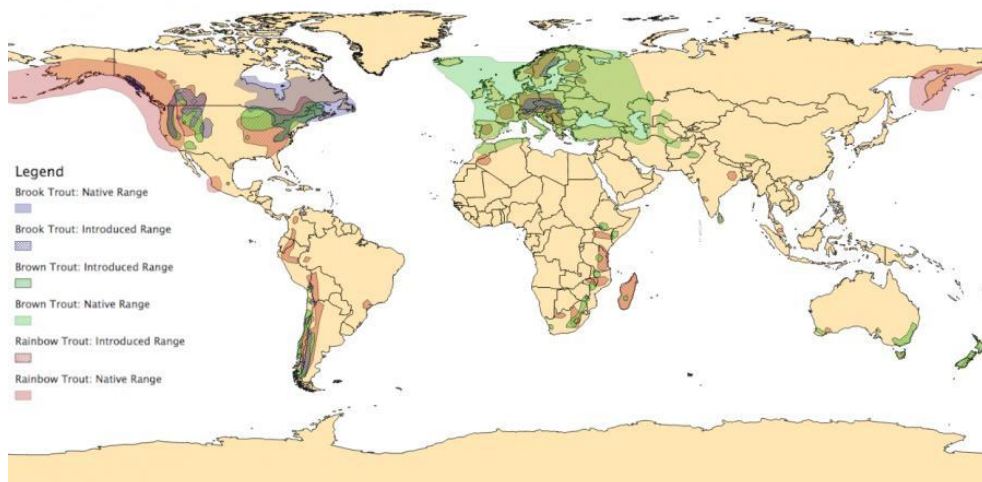 Legend
Brook Trout: Native Range
Brook Trout: Introduced Range
Brown Trout: Introduced Range
Brown Trout: Native Range
Rainbow Trout: Introduced Range
Rainbow Trout: Native Range